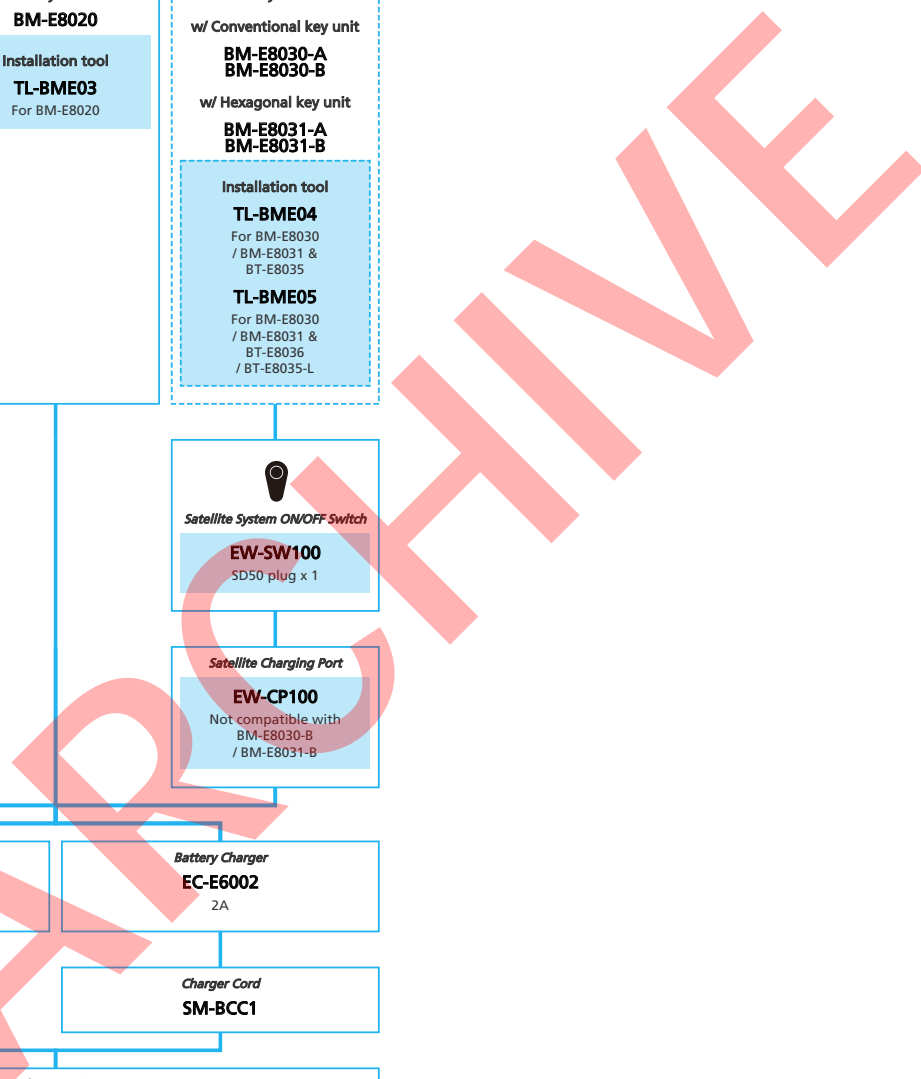 BM-E8020
Installation tool
TL-BME03
For BM-E8020
w/ Conventional key unit
BM-E8030-A
BM-E8030-B
w/ Hexagonal key unit
BM-E8031-A
BM-E8031-B
Installation tool
TL-BME04
For BM-E8030
/ BM-E8031 &
BT-E8035
TL-BME05
For BM-E8030
/ BM-E8031 &
BT-E8036
/ BT-E8035-L
Satellite System ON/OFF Switch
EW-SW100
SD50 plug x 1
Satellite Charging Port
EW-CP100
Not compatible with
BM-E8030-B
/ BM-E8031-B
Battery Charger
EC-E6002
2A
Charger Cord
SM-BCC1
ARCHIVE